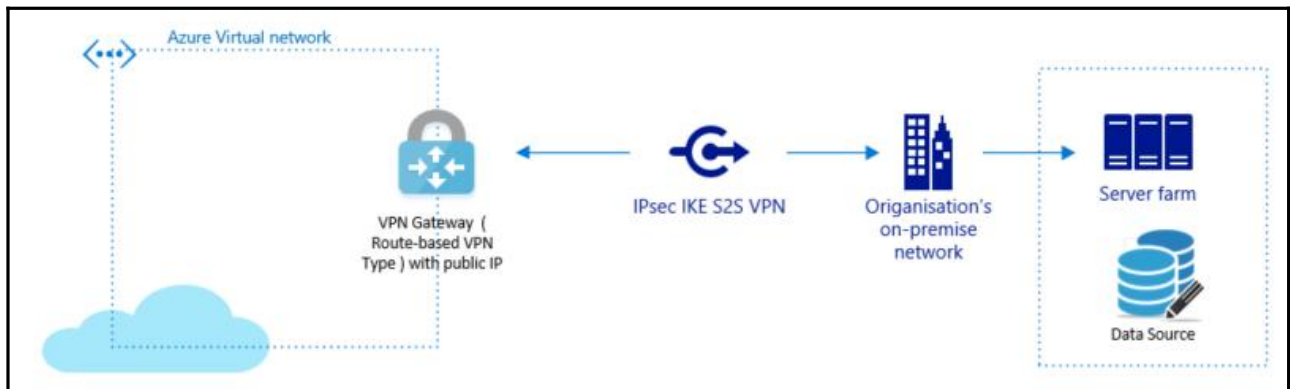 Azure Virtual network
VPN Gateway (
Route-based VPN
Type ) with public IP
IPsec IKE S2S VPN
Origanisation's
on-premise
network
Server farm
Data Source